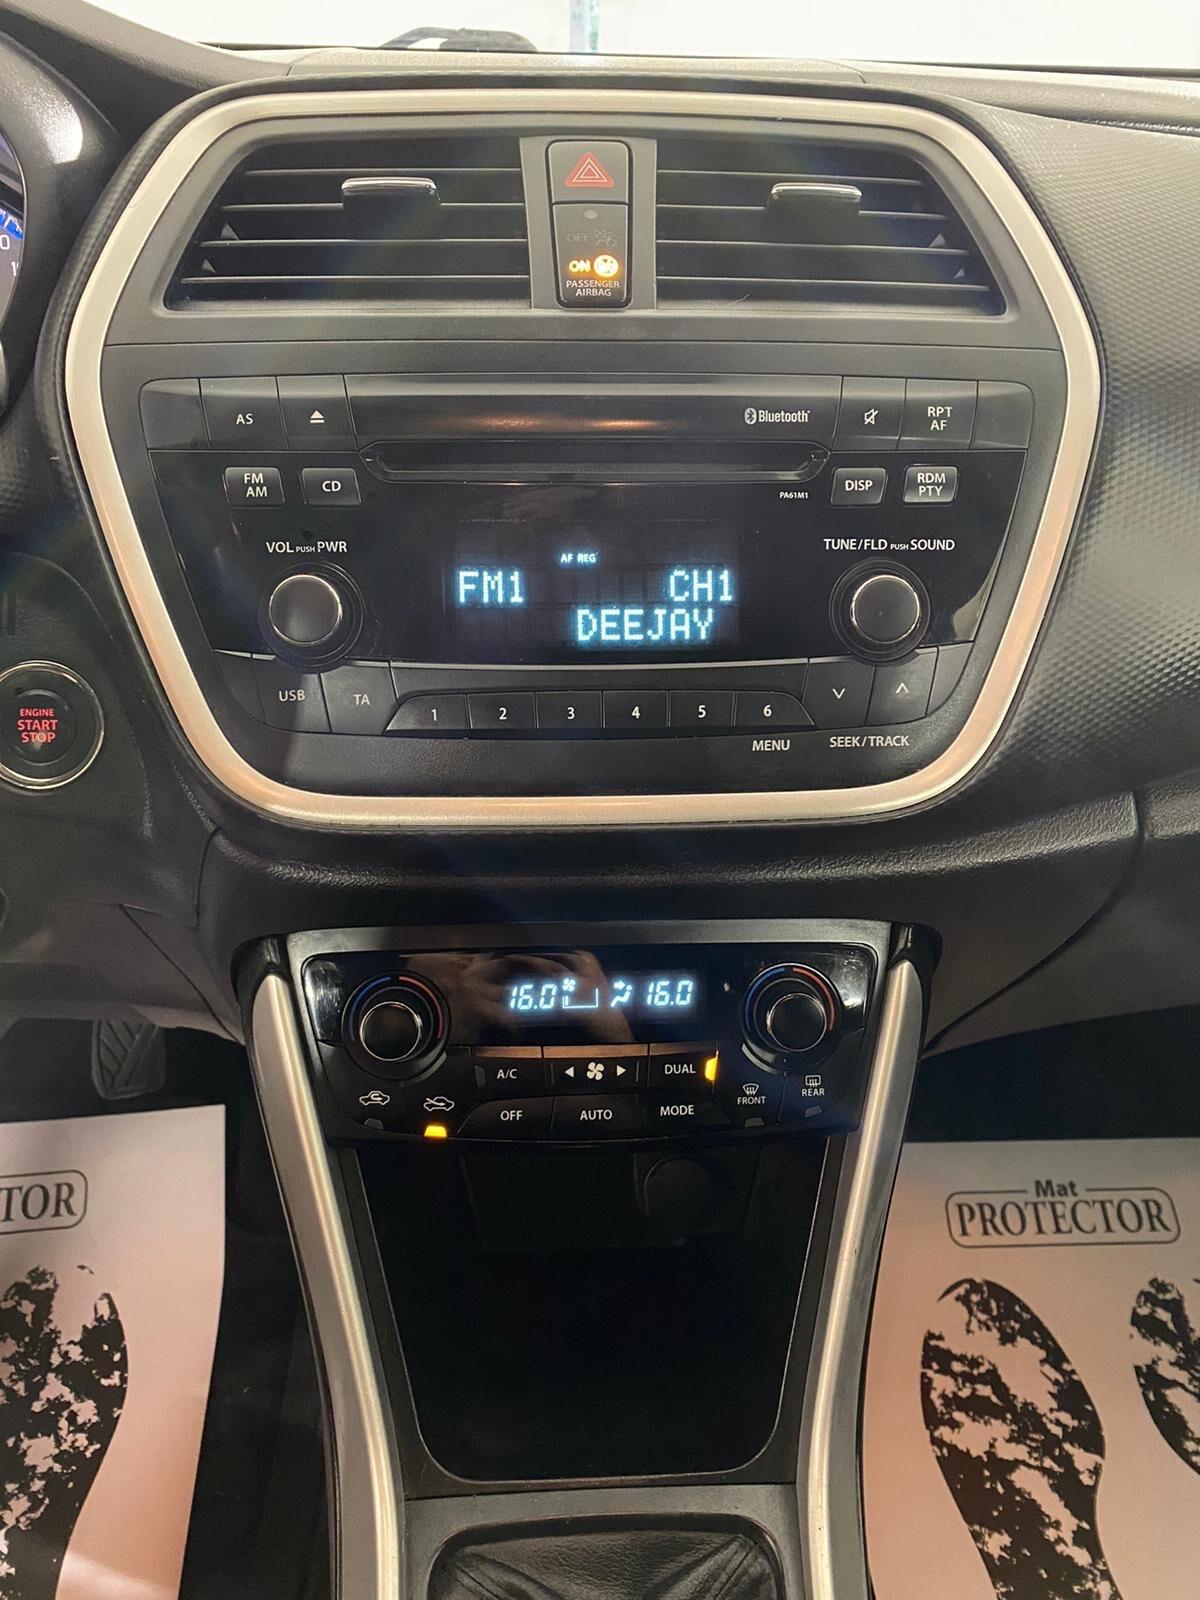 OFF 2
ON
PASSENGER
AIRBAG
AS
Bluetooth
RPT
AF
FM
AM
CD
PA61M1
DISP
RDM
PTY
VOL PUSH PWR
TUNE/FLD PUSH SOUND
AF REG
FM1 CH1
DEEJAY
ENGINE
START
STOP
USB
TA
1 2 3 4 5 6
MENU
SEEK/TRACK
16.0 16.0
A/C
DUAL
OFF
AUTO
MODE
FRONT
REAR
TOR
Mat
PROTECTOR